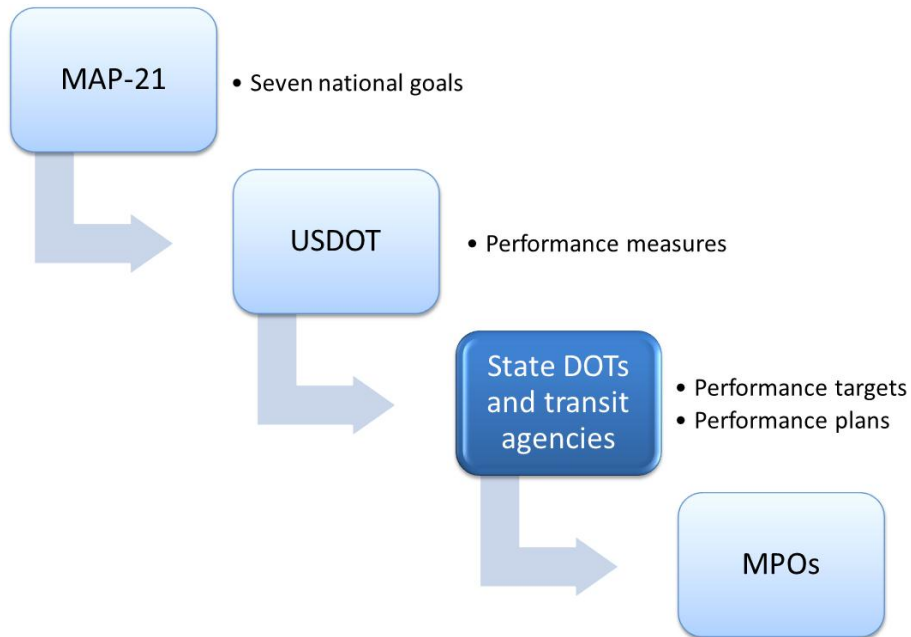 MAP-21
• Seven national goals
USDOT
• Performance measures
State DOTs
and transit
agencies
• Performance targets
• Performance plans
MPOs